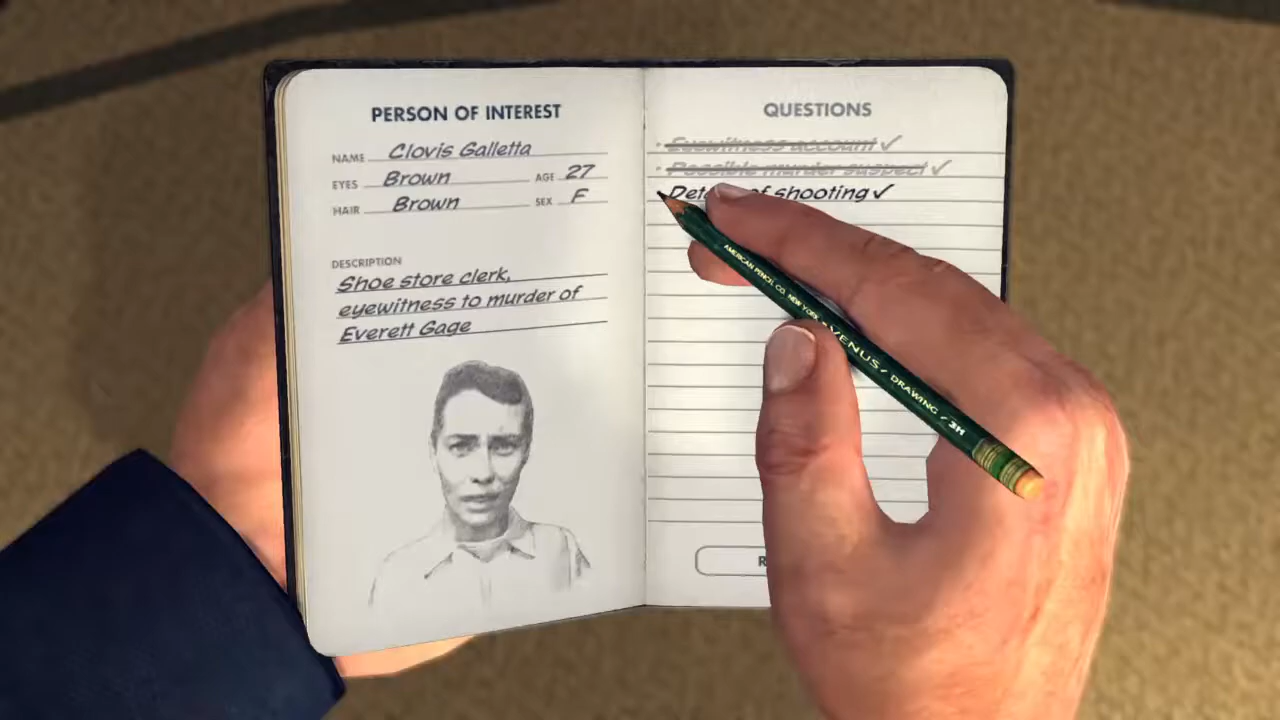 PERSON OF INTEREST
NAME Clovis Galletta
EYES Brown AGE 27
HAIR Brown SEX F
DESCRIPTION
Shoe store clerk,
eyewitness to murder of
Everett Gage
QUESTIONS
Eyewitness account ✓
Possible murder suspect ✓
of shooting ✓
AMERICAN PENCIL CO. NEW YORK VENUS DRAWING / 3H